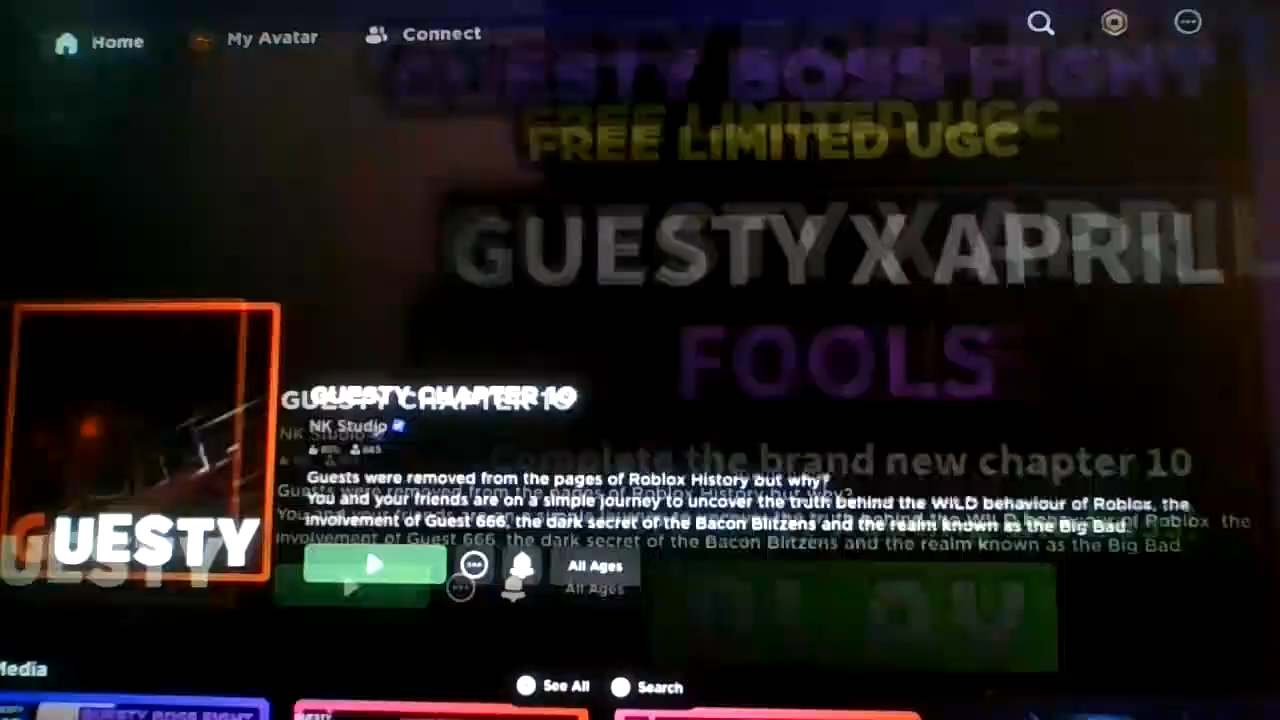 Home
My Avatar
Connect
GUESTY BOSS FIGHT
FREE LIMITED UGC
GUESTY X APRIL
FOOLS
GUESTY CHAPTER 10
NK Studio
Complete the brand new chapter 10
Guests were removed from the pages of Roblox History but why?
You and your friends are on a simple journey to uncover the truth behind the WILD behaviour of Roblox, the
involvement of Guest 666, the dark secret of the Bacon Blitzens and the realm known as the Big Bad.
GUESTY
All Ages
PLAY
Media
See All
Search
GUESTY BOSS FIGHT